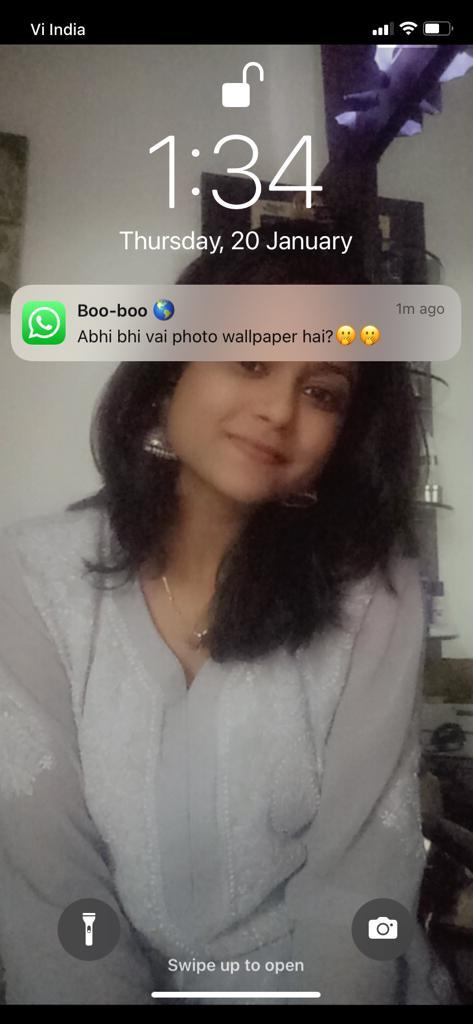 Vi India
1:34
Thursday, 20 January
Boo-boo 🌎 1m ago
Abhi bhi vai photo wallpaper hai?🤫🤫
Swipe up to open